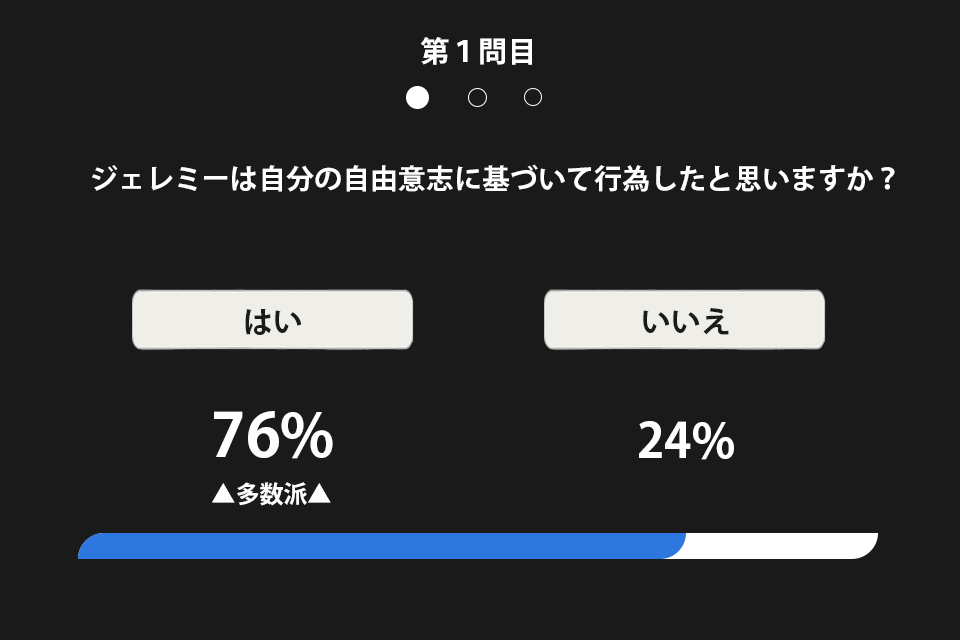 第１問目
ジェレミーは自分の自由意志に基づいて行為したと思いますか？
はい
いいえ
76%
24%
▲多数派▲